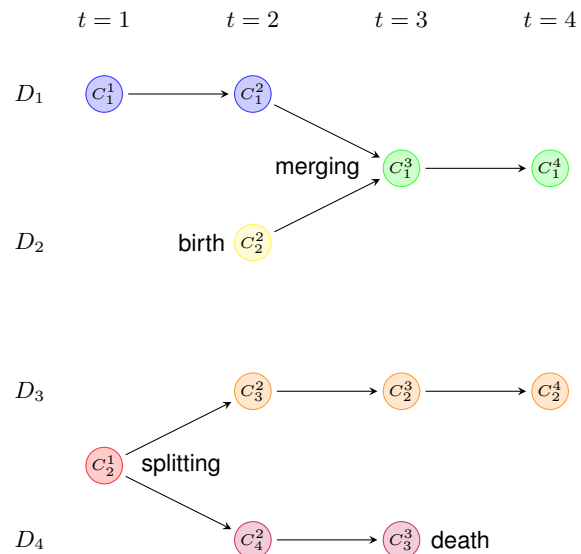 t = 1 t = 2 t = 3 t = 4
D₁ C₁¹ C₁² 
merging C₁³ C₁⁴
D₂ birth C₂²
D₃ C₃² C₂³ C₂⁴
C₂¹ splitting
D₄ C₄² C₃³ death